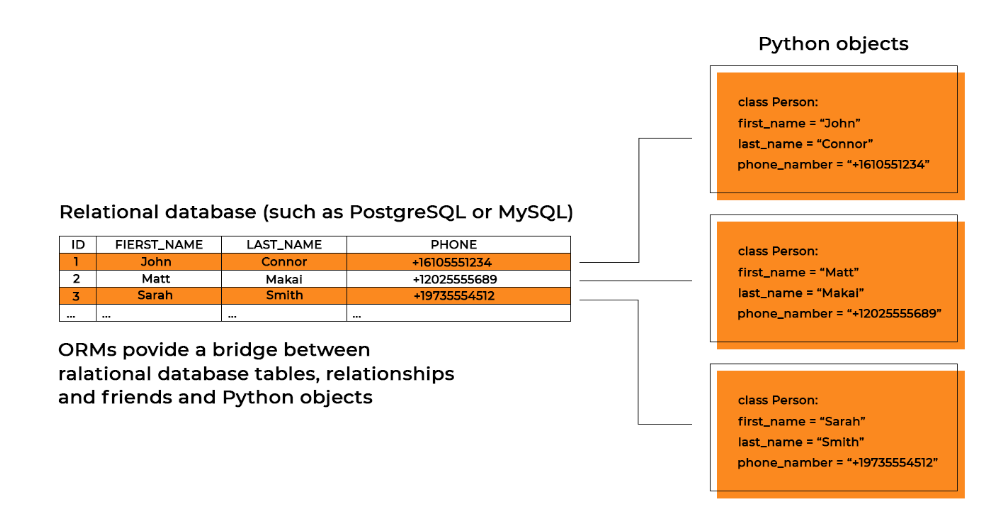 Python objects
class Person:
first_name = “John”
last_name = “Connor”
phone_namber = “+1610551234”
Relational database (such as PostgreSQL or MySQL)
ID FIERST_NAME LAST_NAME PHONE
1 John Connor +16105551234
2 Matt Makai +12025555689
3 Sarah Smith +19735554512
... ... ... ...
class Person:
first_name = “Matt”
last_name = “Makai”
phone_namber = “+12025555689”
ORMs povide a bridge between
ralational database tables, relationships
and friends and Python objects
class Person:
first_name = “Sarah”
last_name = “Smith”
phone_namber = “+19735554512”